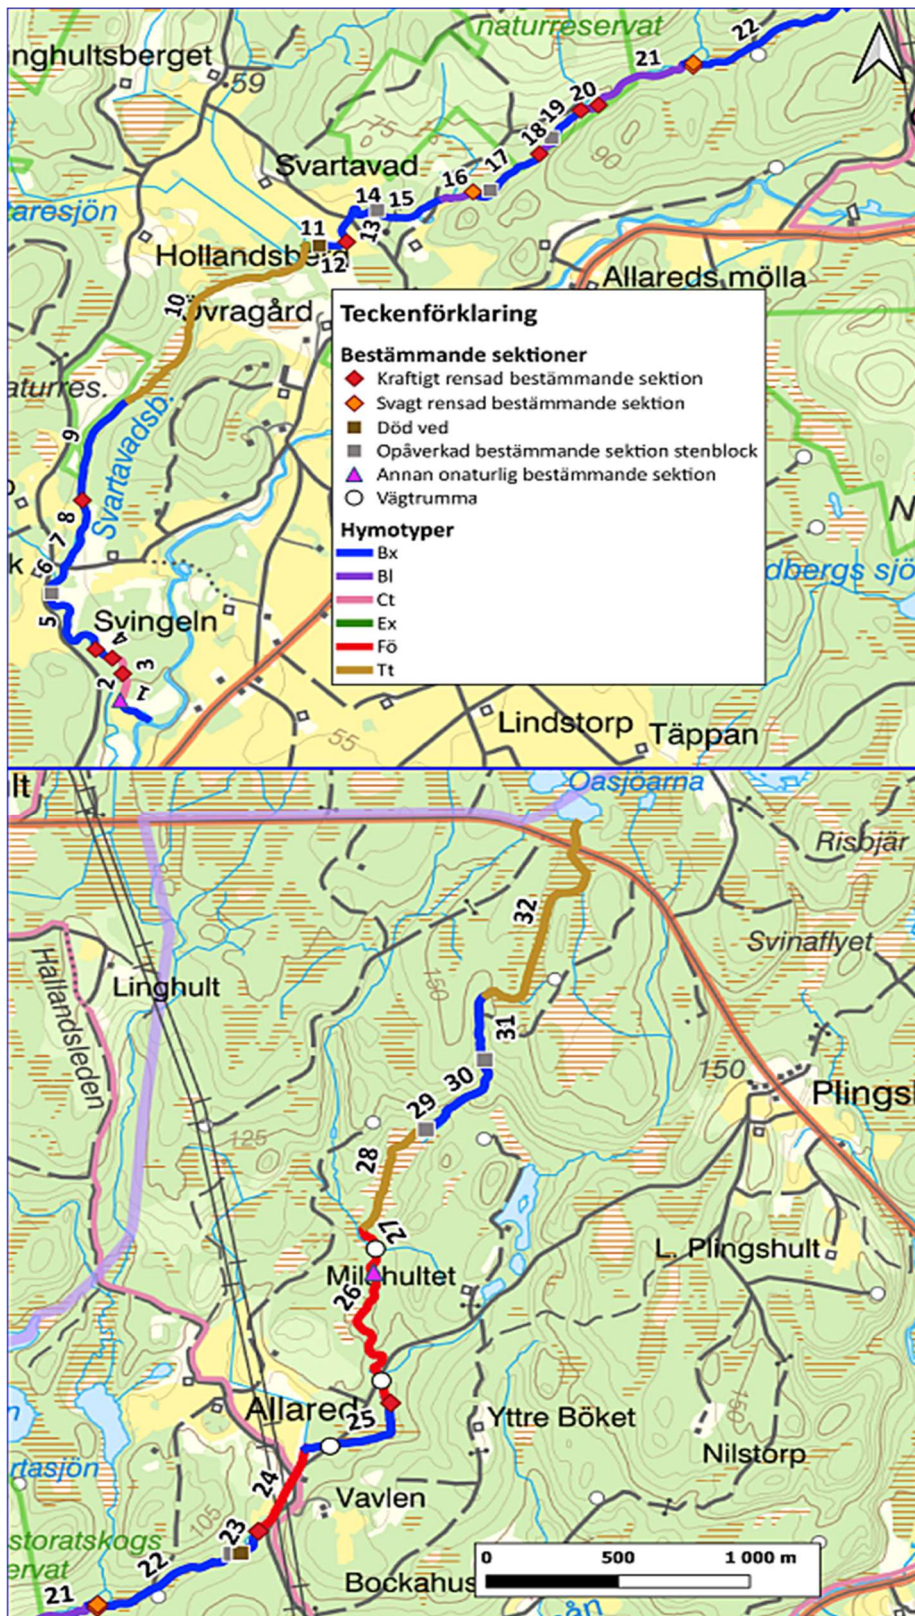 naturreservat
22
inghultsberget
59
21
20
19
18
75
90
Svartavad
17
16
14
15
aresjön
13
11
Hollandsbe
12
Allareds mölla
10
Övragård
Teckenförklaring
Bestämmande sektioner
Kraftigt rensad bestämmande sektion
Svagt rensad bestämmande sektion
Död ved
Opåverkad bestämmande sektion stenblock
Annan onaturlig bestämmande sektion
Vägtrumma
Hymotyper
Bx
Bl
Ct
Ex
Fö
Tt
aturres.
9
Svartavadsb.
8
N
7
k
6
dbergs sjö
5
Svingeln
4
3
2
1
55
Lindstorp
Täppan
lt
Oasjöarna
Risbjär
32
Svinaflyet
150
Linghult
Hallandsleden
31
30
150
29
Plings
125
28
27
L. Plingshult
Mil hultet
26
Allared
25
Yttre Böket
150
Nilstorp
rtasjön
24
Vavlen
105
23
storatskogs
ervat
22
0 500 1 000 m
21
Bockahus
ån